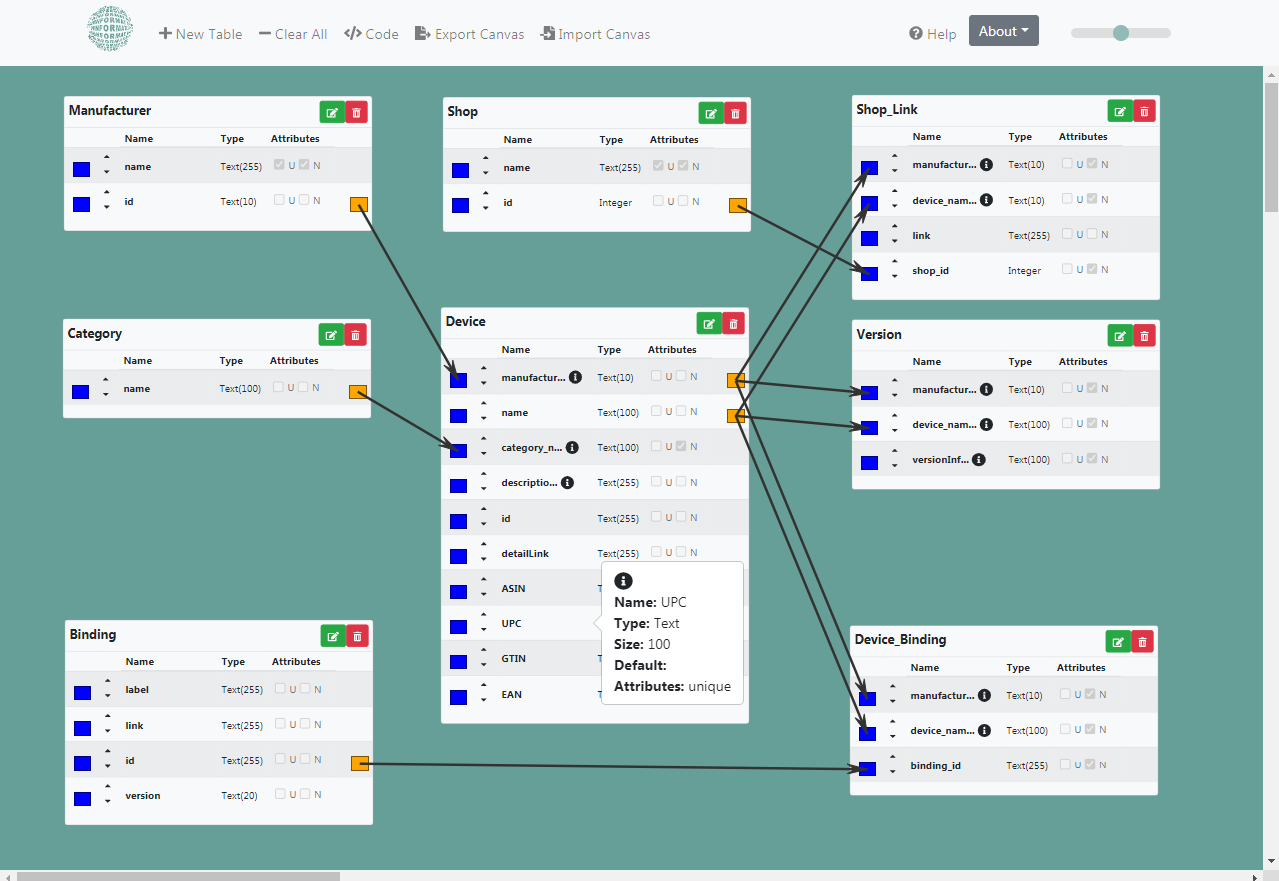 INFORMA
New Table
Clear All
Code
Export Canvas
Import Canvas
Help
About
Manufacturer
Name Type Attributes
name Text(255) U N
id Text(10) U N
Shop
Name Type Attributes
name Text(255) U N
id Integer U N
Shop_Link
Name Type Attributes
manufactur... Text(10) U N
device_nam... Text(10) U N
link Text(255) U N
shop_id Integer U N
Category
Name Type Attributes
name Text(100) U N
Device
Name Type Attributes
manufactur... Text(10) U N
name Text(100) U N
category_n... Text(100) U N
descriptio... Text(255) U N
id Text(255) U N
detailLink Text(255) U N
ASIN
UPC
GTIN
EAN
Name: UPC
Type: Text
Size: 100
Default:
Attributes: unique
Version
Name Type Attributes
manufactur... Text(10) U N
device_nam... Text(100) U N
versionInf... Text(100) U N
Binding
Name Type Attributes
label Text(255) U N
link Text(255) U N
id Text(255) U N
version Text(20) U N
Device_Binding
Name Type Attributes
manufactur... Text(10) U N
device_nam... Text(100) U N
binding_id Text(255) U N